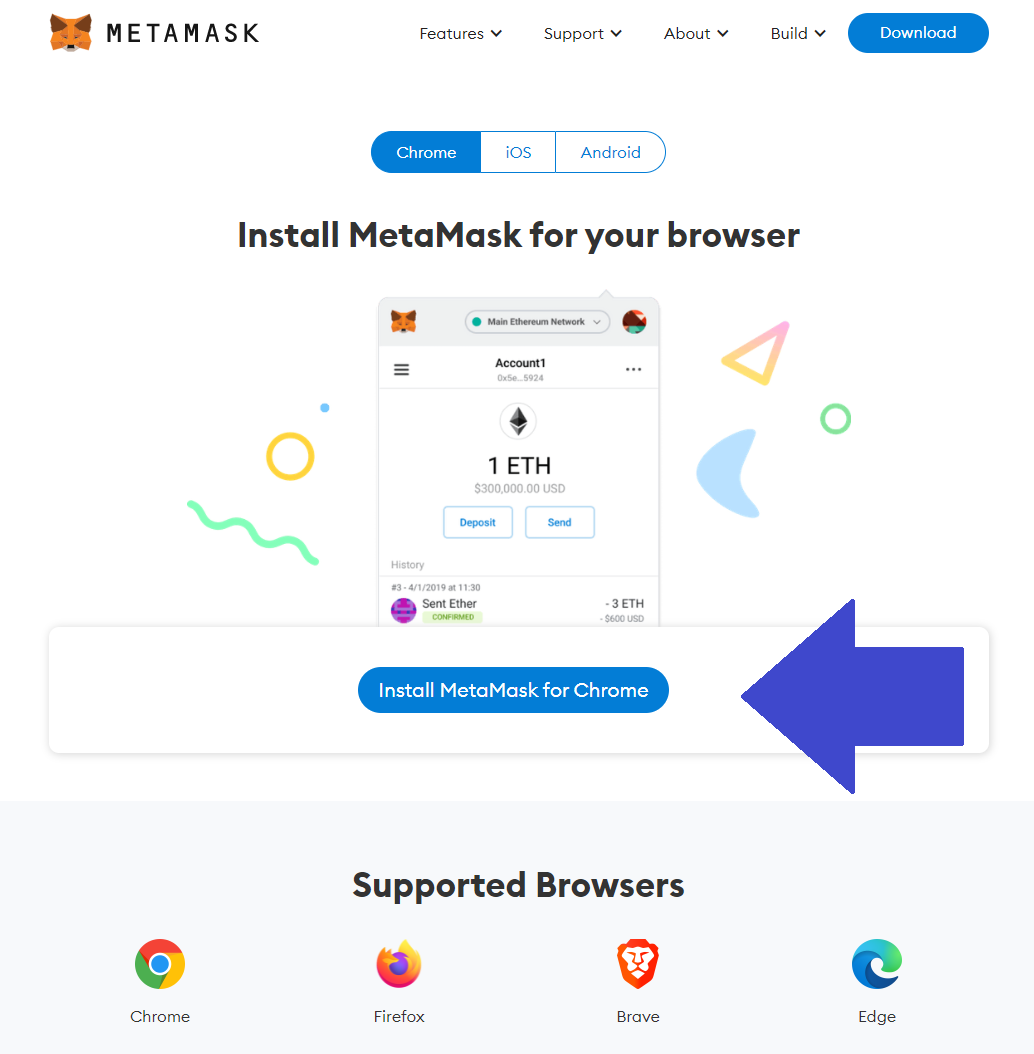 METAMASK
Features Support About Build Download
Chrome iOS Android
Install MetaMask for your browser
Main Ethereum Network
Account1
0x5e...5924
1 ETH
$300,000.00 USD
Deposit Send
History
#3 - 4/1/2019 at 11:30
Sent Ether - 3 ETH
CONFIRMED - $600 USD
Install MetaMask for Chrome
Supported Browsers
Chrome Firefox Brave Edge